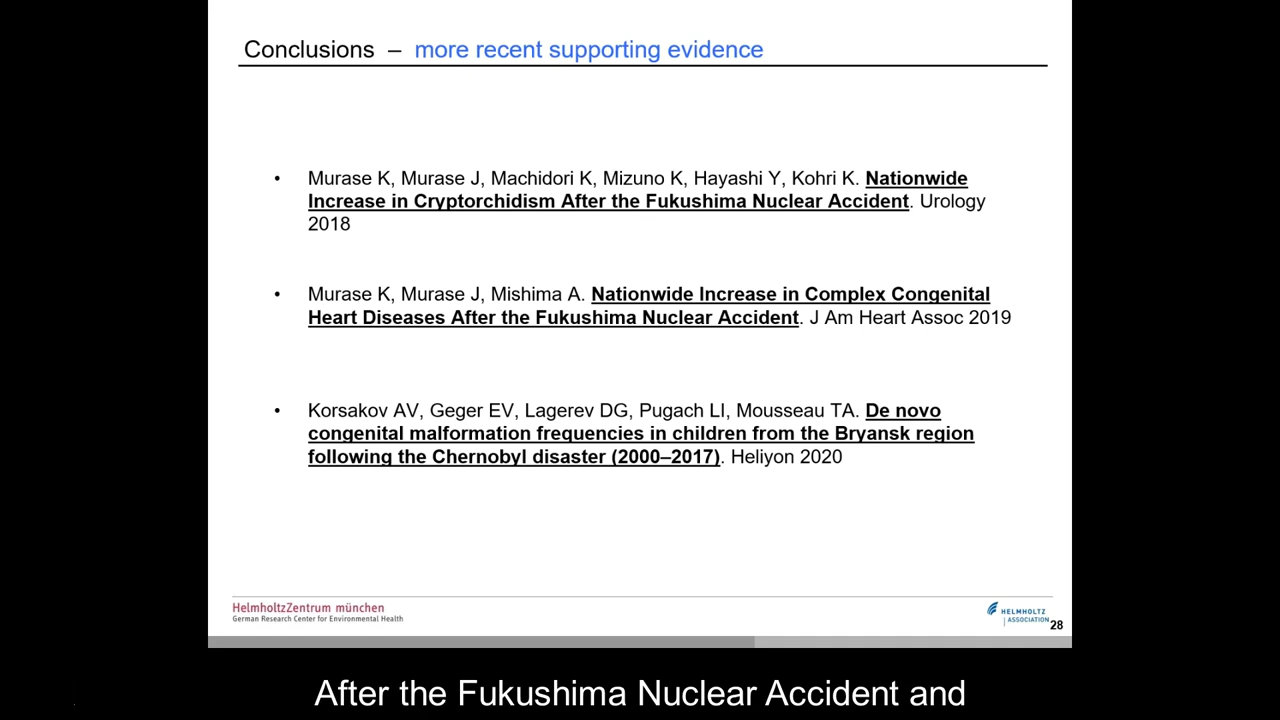 Conclusions – more recent supporting evidence
• Murase K, Murase J, Machidori K, Mizuno K, Hayashi Y, Kohri K. Nationwide
Increase in Cryptorchidism After the Fukushima Nuclear Accident. Urology
2018
• Murase K, Murase J, Mishima A. Nationwide Increase in Complex Congenital
Heart Diseases After the Fukushima Nuclear Accident. J Am Heart Assoc 2019
• Korsakov AV, Geger EV, Lagerev DG, Pugach LI, Mousseau TA. De novo
congenital malformation frequencies in children from the Bryansk region
following the Chernobyl disaster (2000–2017). Heliyon 2020
HelmholtzZentrum münchen
German Research Center for Environmental Health
HELMHOLTZ
ASSOCIATION
28
After the Fukushima Nuclear Accident and